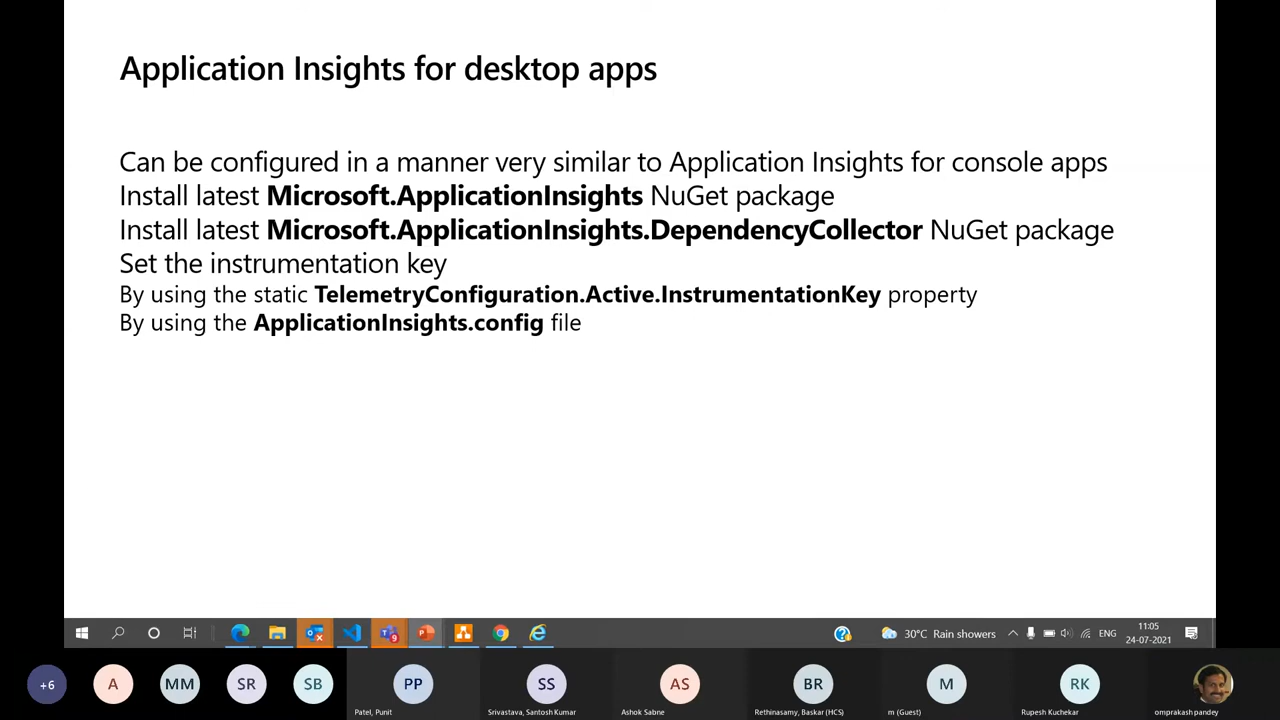 Application Insights for desktop apps
Can be configured in a manner very similar to Application Insights for console apps
Install latest Microsoft.ApplicationInsights NuGet package
Install latest Microsoft.ApplicationInsights.DependencyCollector NuGet package
Set the instrumentation key
By using the static TelemetryConfiguration.Active.InstrumentationKey property
By using the ApplicationInsights.config file
9
30°C Rain showers
ENG
11:05
24-07-2021
+6
A
MM
SR
SB
PP
SS
AS
BR
M
RK
Patel, Punit
Srivastava, Santosh Kumar
Ashok Sabne
Rethinasamy, Baskar (HCS)
m (Guest)
Rupesh Kuchekar
omprakash pandey